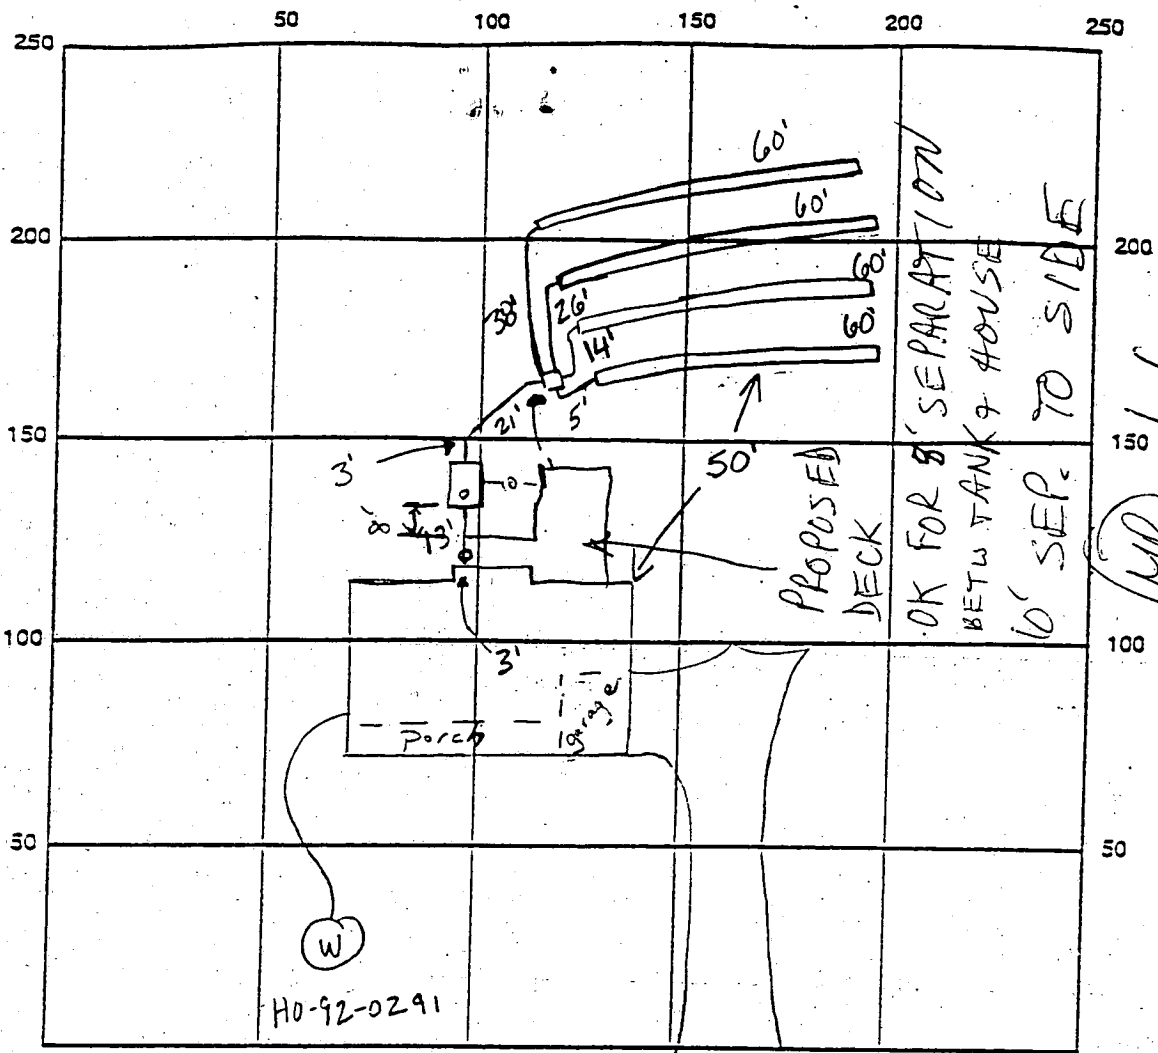 50 100 150 200 250
250
60'
60'
200 200
60'
26'
60'
14'
5'
21'
150 150
3'
50'
8'
13'
PROPOSED
DECK
OK FOR 8' SEPARATION
BETW TANK & HOUSE
10' SEP. TO SIDE
100 100
3'
Garage
Porch
50 50
W
HO-92-0291